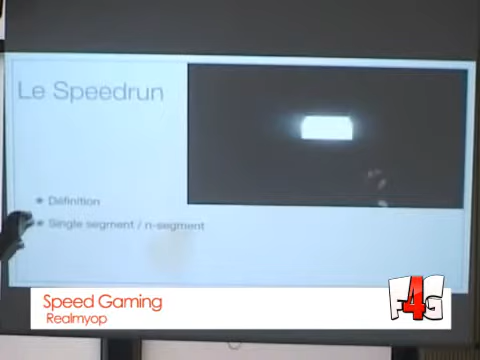 Le Speedrun
Définition
Single segment / n-segment
Speed Gaming
Realmyop
F4G